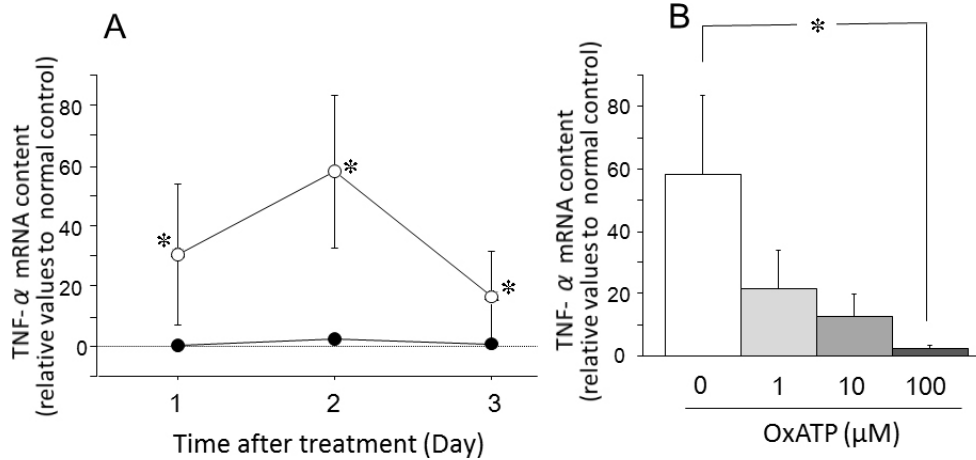 A
TNF- α mRNA content
(relative values to normal control)
80
60
40
20
0
*
*
*
1
2
3
Time after treatment (Day)
B
*
TNF- α mRNA content
(relative values to normal control)
80
60
40
20
0
0
1
10
100
OxATP (μM)